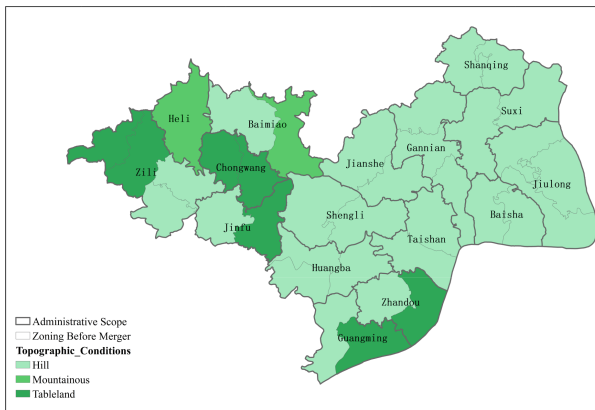 Shanqing
Suxi
Heli
Baimiao
Gannian
Jianshe
Chongwang
Zili
Jiulong
Shengli
Baisha
Jinfu
Taishan
Huangba
Zhandou
Guangming
Administrative Scope
Zoning Before Merger
Topographic_Conditions
Hill
Mountainous
Tableland